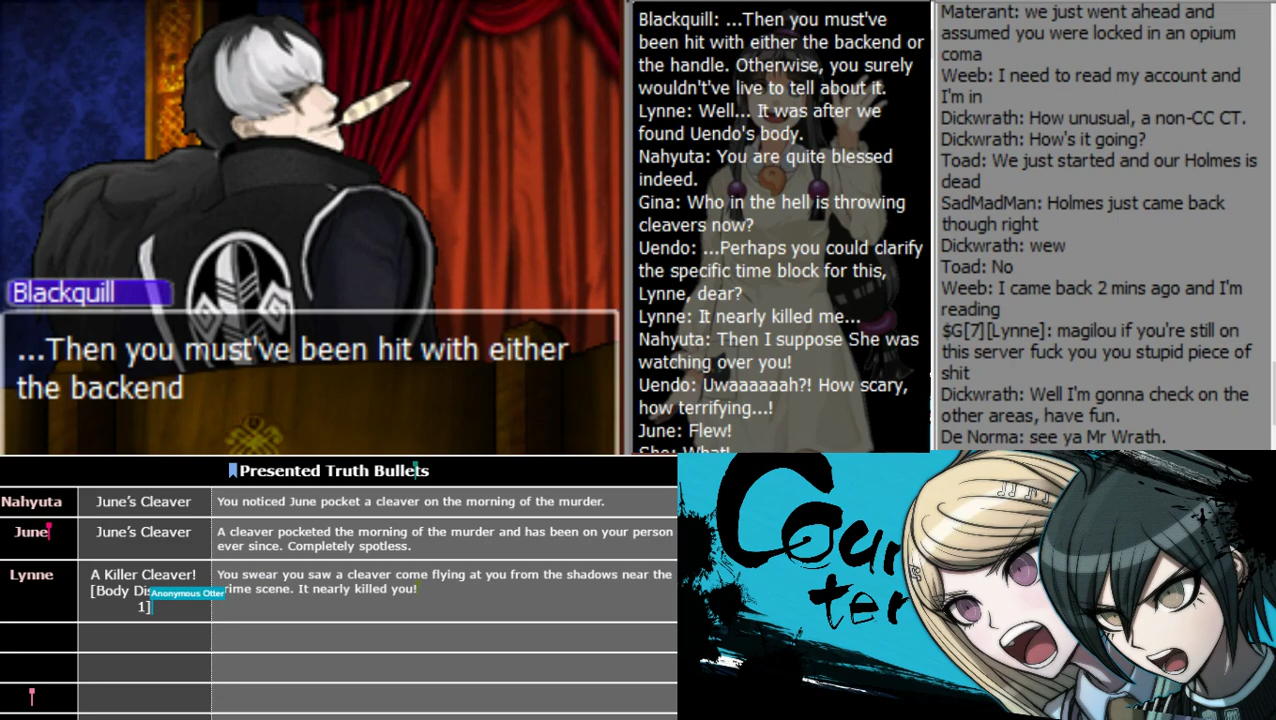 Blackquill
...Then you must've been hit with either
the backend
Blackquill: ...Then you must've
been hit with either the backend or
the handle. Otherwise, you surely
wouldn't've live to tell about it.
Lynne: Well... It was after we
found Uendo's body.
Nahyuta: You are quite blessed
indeed.
Gina: Who in the hell is throwing
cleavers now?
Uendo: ...Perhaps you could clarify
the specific time block for this,
Lynne, dear?
Lynne: It nearly killed me...
Nahyuta: Then I suppose She was
watching over you!
Uendo: Uwaaaaaah?! How scary,
how terrifying...!
June: Flew!
She: What!
Materant: we just went ahead and
assumed you were locked in an opium
coma
Weeb: I need to read my account and
I'm in
Dickwrath: How unusual, a non-CC CT.
Dickwrath: How's it going?
Toad: We just started and our Holmes is
dead
SadMadMan: Holmes just came back
though right
Dickwrath: wew
Toad: No
Weeb: I came back 2 mins ago and I'm
reading
$G[7][Lynne]: magilou if you're still on
this server fuck you you stupid piece of
shit
Dickwrath: Well I'm gonna check on the
other areas, have fun.
De Norma: see ya Mr Wrath.
Presented Truth Bullets
Nahyuta
June's Cleaver
You noticed June pocket a cleaver on the morning of the murder.
June
June's Cleaver
A cleaver pocketed the morning of the murder and has been on your person
ever since. Completely spotless.
Lynne
A Killer Cleaver!
[Body Dis
1]
Anonymous Otter
You swear you saw a cleaver come flying at you from the shadows near the
rime scene. It nearly killed you!
Coun
ter